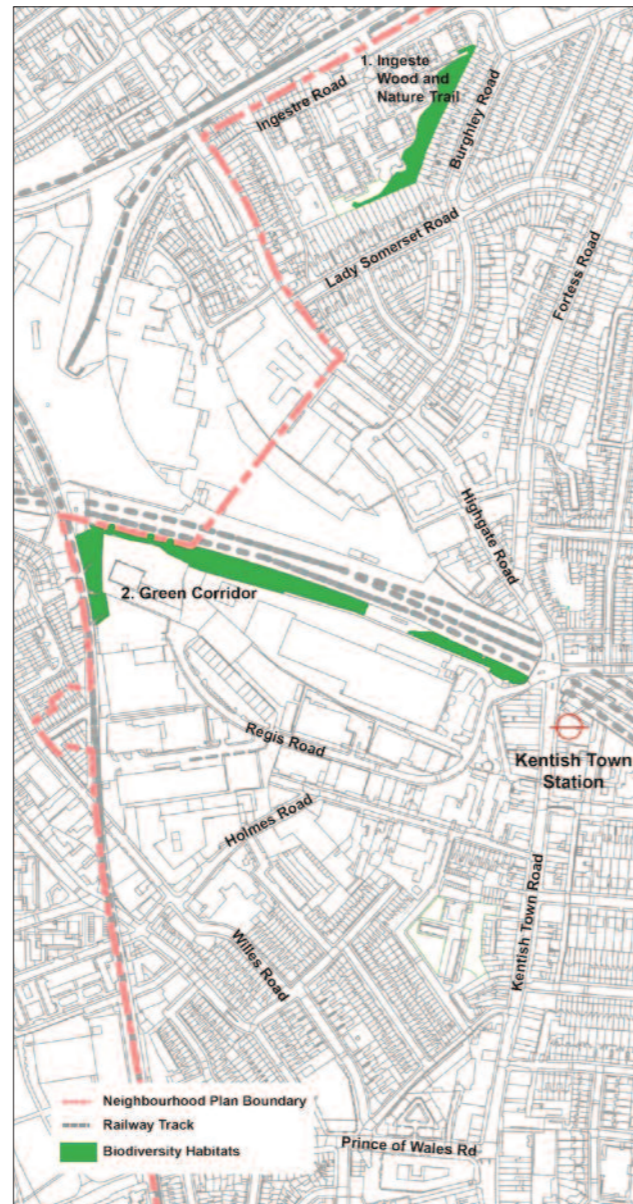 1. Ingeste
Wood and
Nature Trail
Ingestre Road
Burghley Road
Lady Somerset Road
Fortess Road
Highgate Road
2. Green Corridor
Regis Road
Kentish Town
Station
Holmes Road
Kentish Town Road
Willes Road
Neighbourhood Plan Boundary
Railway Track
Biodiversity Habitats
Prince of Wales Rd